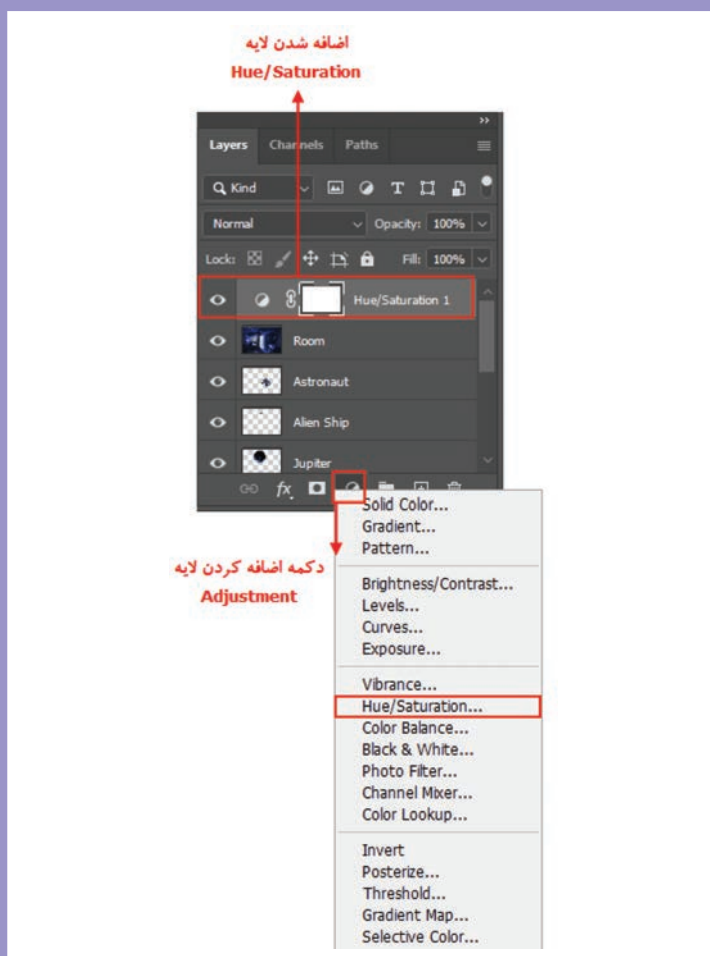 اضافه شدن لایه
Hue/Saturation
Layers Channels Paths
Kind
Normal Opacity: 100%
Lock: Fill: 100%
Hue/Saturation 1
Room
Astronaut
Alien Ship
Jupiter
fx
دکمه اضافه کردن لایه
Adjustment
Solid Color...
Gradient...
Pattern...
Brightness/Contrast...
Levels...
Curves...
Exposure...
Vibrance...
Hue/Saturation...
Color Balance...
Black & White...
Photo Filter...
Channel Mixer...
Color Lookup...
Invert
Posterize...
Threshold...
Gradient Map...
Selective Color...